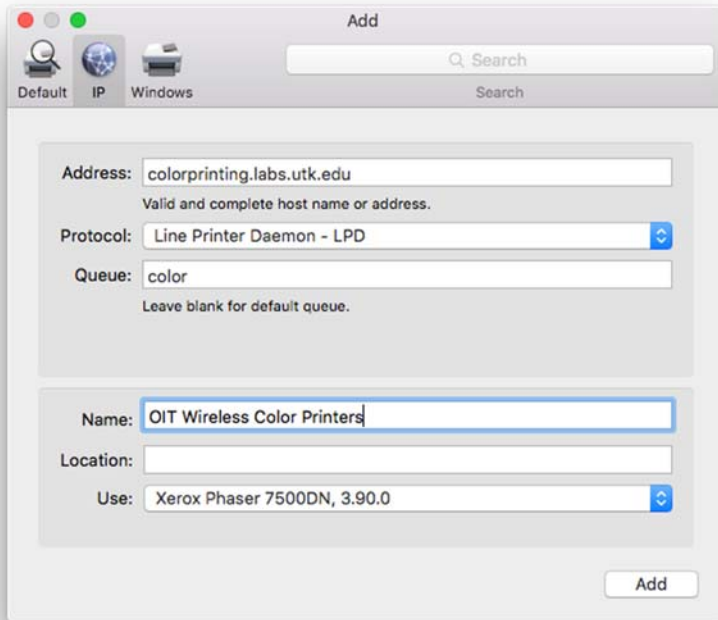 Add
Search
Default IP Windows Search
Address: colorprinting.labs.utk.edu
Valid and complete host name or address.
Protocol: Line Printer Daemon - LPD
Queue: color
Leave blank for default queue.
Name: OIT Wireless Color Printers
Location:
Use: Xerox Phaser 7500DN, 3.90.0
Add